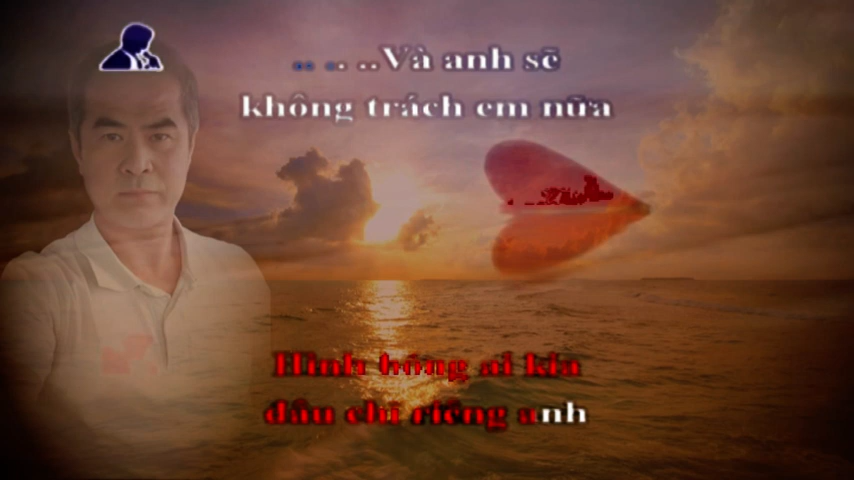 .. .. ..Và anh sẽ
không trách em nữa
Hình bóng ai kia
đâu chỉ riêng anh